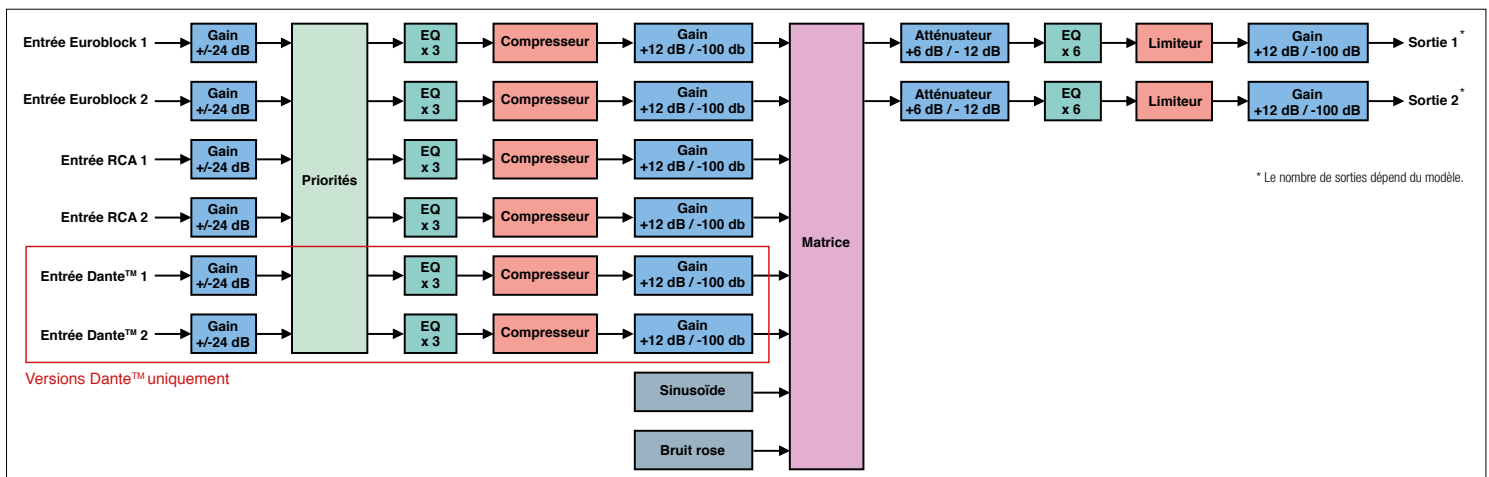 Entrée Euroblock 1
Gain
+/-24 dB
EQ
x 3
Compresseur
Gain
+12 dB / -100 db
Atténuateur
+6 dB / - 12 dB
EQ
x 6
Limiteur
Gain
+12 dB / -100 dB
Sortie 1*
Entrée Euroblock 2
Gain
+/-24 dB
EQ
x 3
Compresseur
Gain
+12 dB / -100 db
Atténuateur
+6 dB / - 12 dB
EQ
x 6
Limiteur
Gain
+12 dB / -100 dB
Sortie 2*
Entrée RCA 1
Gain
+/-24 dB
Priorités
EQ
x 3
Compresseur
Gain
+12 dB / -100 db
* Le nombre de sorties dépend du modèle.
Entrée RCA 2
Gain
+/-24 dB
EQ
x 3
Compresseur
Gain
+12 dB / -100 db
Matrice
Entrée Dante™ 1
Gain
+/-24 dB
EQ
x 3
Compresseur
Gain
+12 dB / -100 db
Entrée Dante™ 2
Gain
+/-24 dB
EQ
x 3
Compresseur
Gain
+12 dB / -100 db
Versions Dante™ uniquement
Sinusoïde
Bruit rose